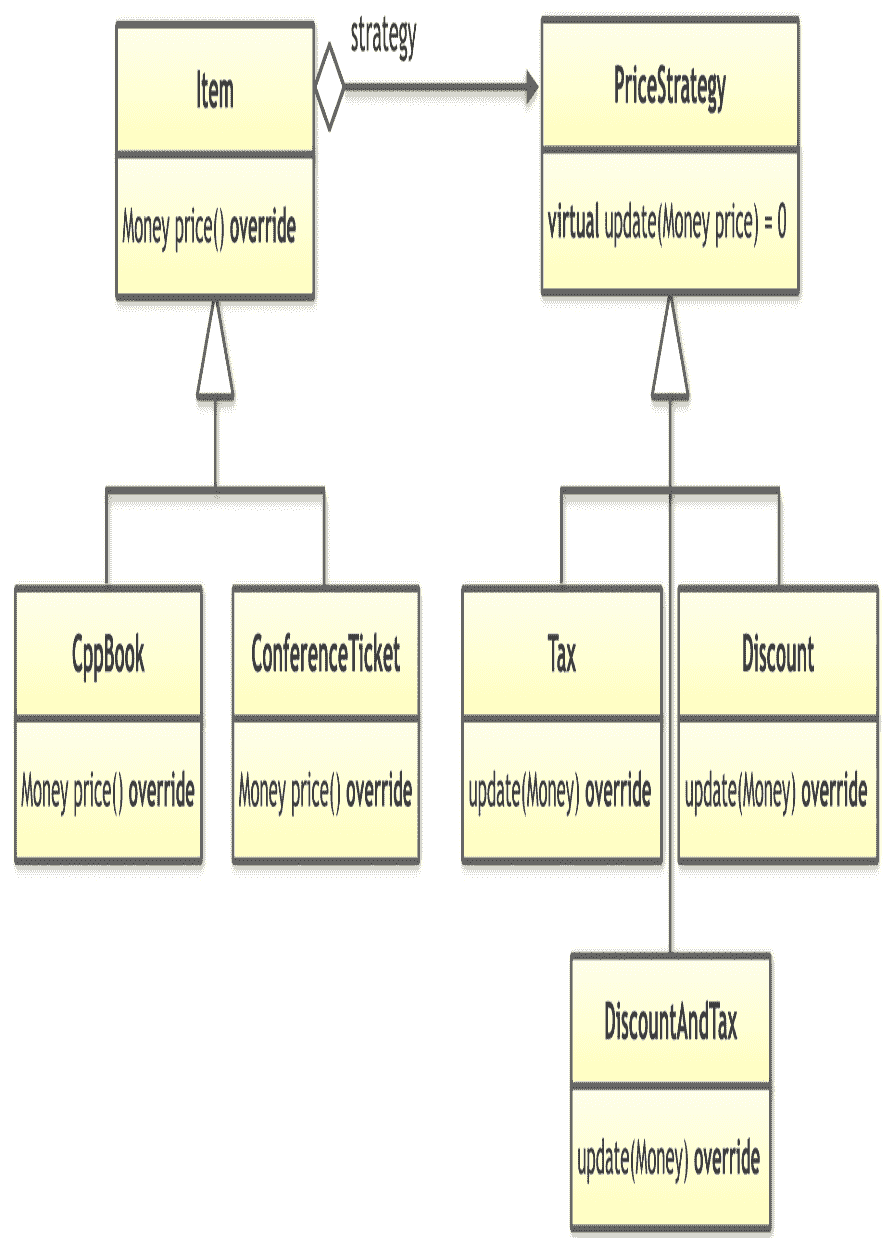 strategy
Item
Money price() override
PriceStrategy
virtual update(Money price) = 0
CppBook
Money price() override
ConferenceTicket
Money price() override
Tax
update(Money) override
Discount
update(Money) override
DiscountAndTax
update(Money) override